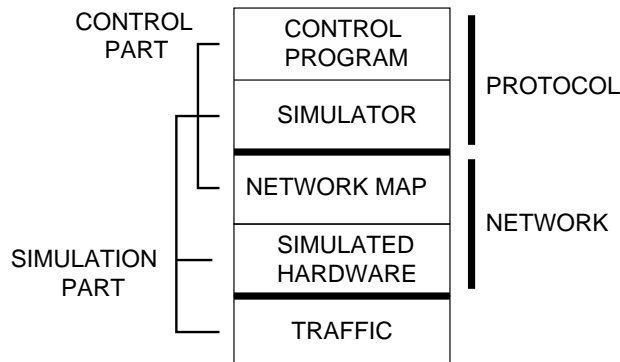 CONTROL
PART
CONTROL
PROGRAM
PROTOCOL
SIMULATOR
NETWORK MAP
NETWORK
SIMULATION
PART
SIMULATED
HARDWARE
TRAFFIC